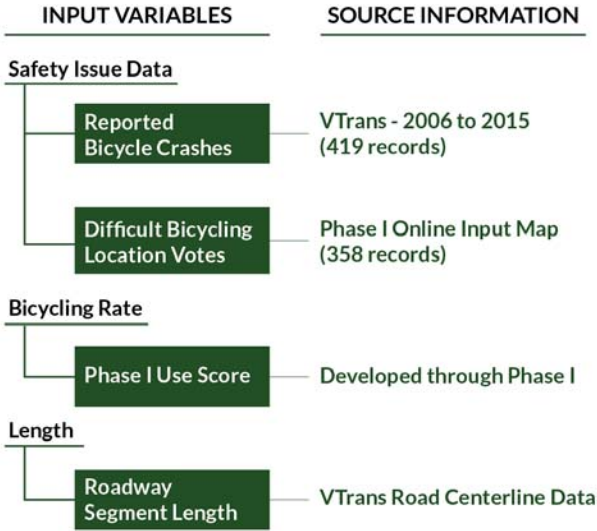 INPUT VARIABLES
SOURCE INFORMATION
Safety Issue Data
Reported
Bicycle Crashes
VTrans - 2006 to 2015
(419 records)
Difficult Bicycling
Location Votes
Phase I Online Input Map
(358 records)
Bicycling Rate
Phase I Use Score
Developed through Phase I
Length
Roadway
Segment Length
VTrans Road Centerline Data